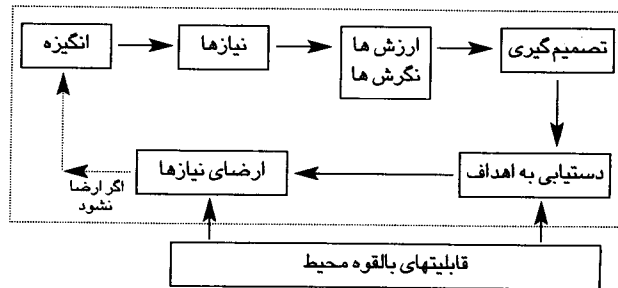 انگیزه
نیازها
ارزش ها
نگرش ها
تصمیم گیری
دستیابی به اهداف
ارضای نیازها
اگر ارضا
نشود
قابلیتهای بالقوه محیط